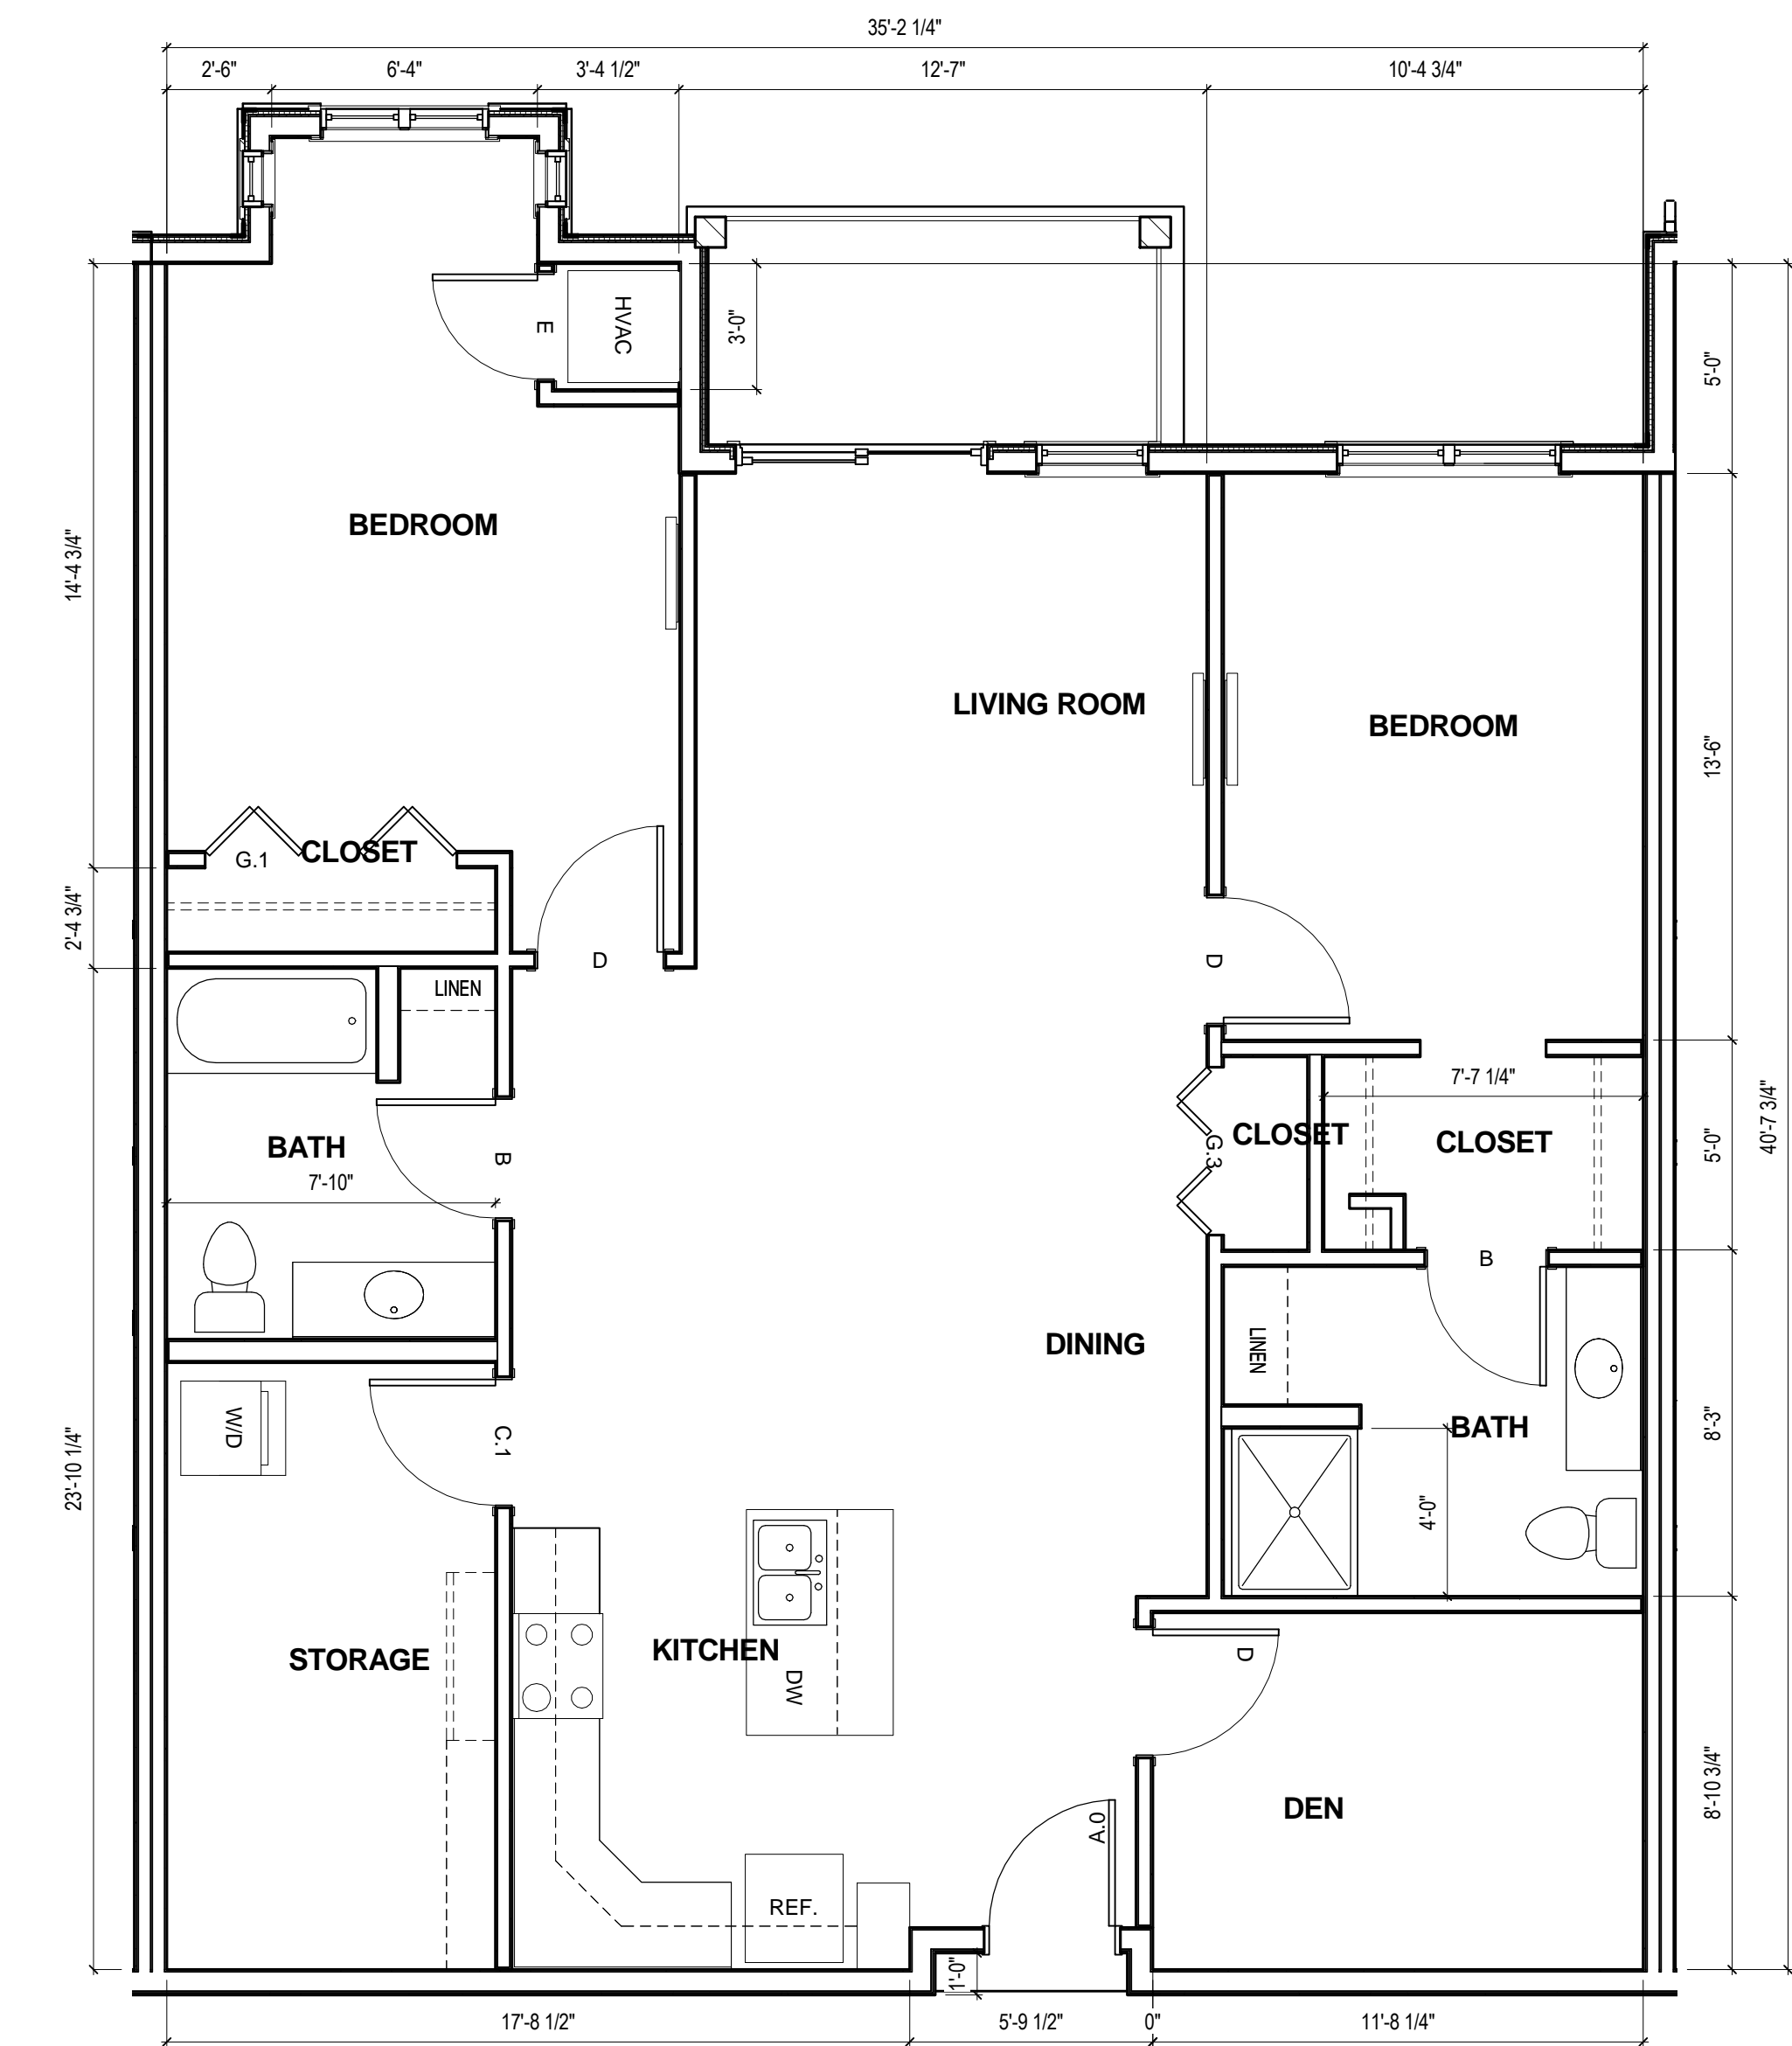 35'-2 1/4"
2'-6"
6'-4"
3'-4 1/2"
12'-7"
10'-4 3/4"
HVAC
E
3'-0"
5'-0"
BEDROOM
14'-4 3/4"
LIVING ROOM
BEDROOM
13'-6"
CLOSET
G.1
2'-4 3/4"
D
D
LINEN
7'-7 1/4"
40'-7 3/4"
CLOSET
G.3
CLOSET
5'-0"
BATH
B
7'-10"
B
DINING
LINEN
W/D
C.1
BATH
8'-3"
23'-10 1/4"
4'-0"
STORAGE
KITCHEN
DW
D
DEN
8'-10 3/4"
A.0
REF.
1'-0"
17'-8 1/2"
5'-9 1/2"
0"
11'-8 1/4"